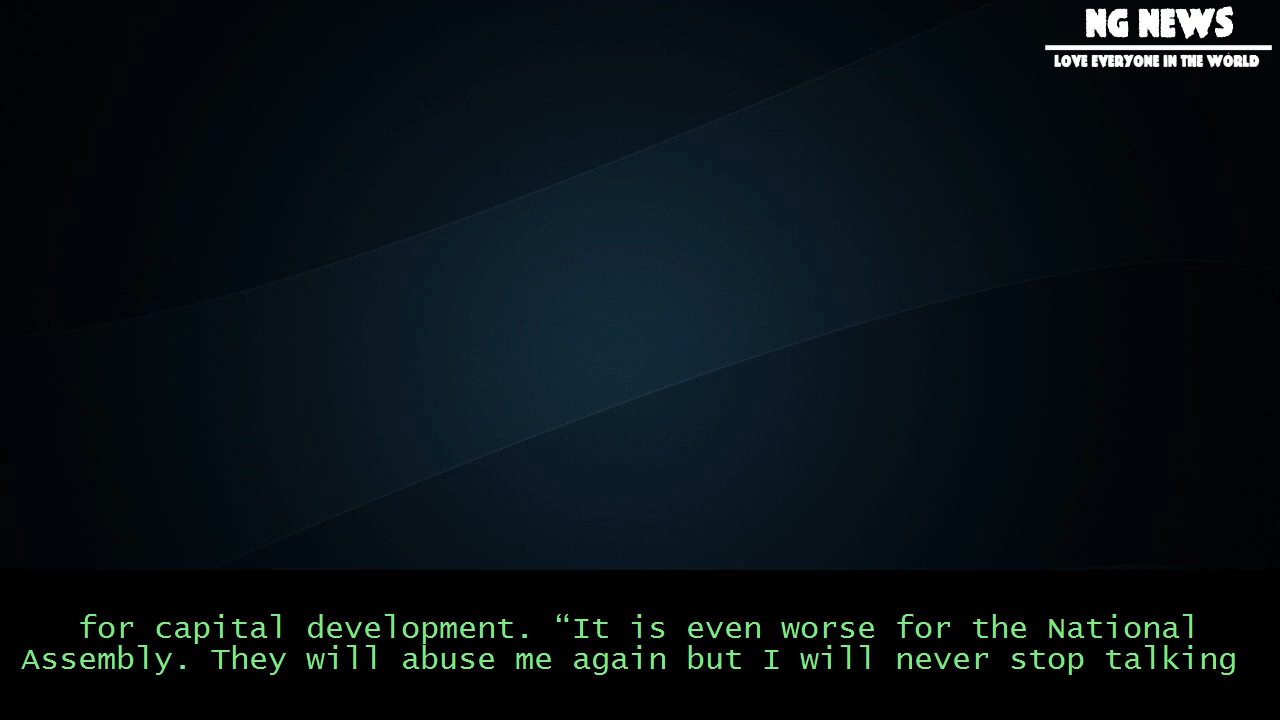 NG NEWS
LOVE EVERYONE IN THE WORLD
for capital development. “It is even worse for the National
Assembly. They will abuse me again but I will never stop talking